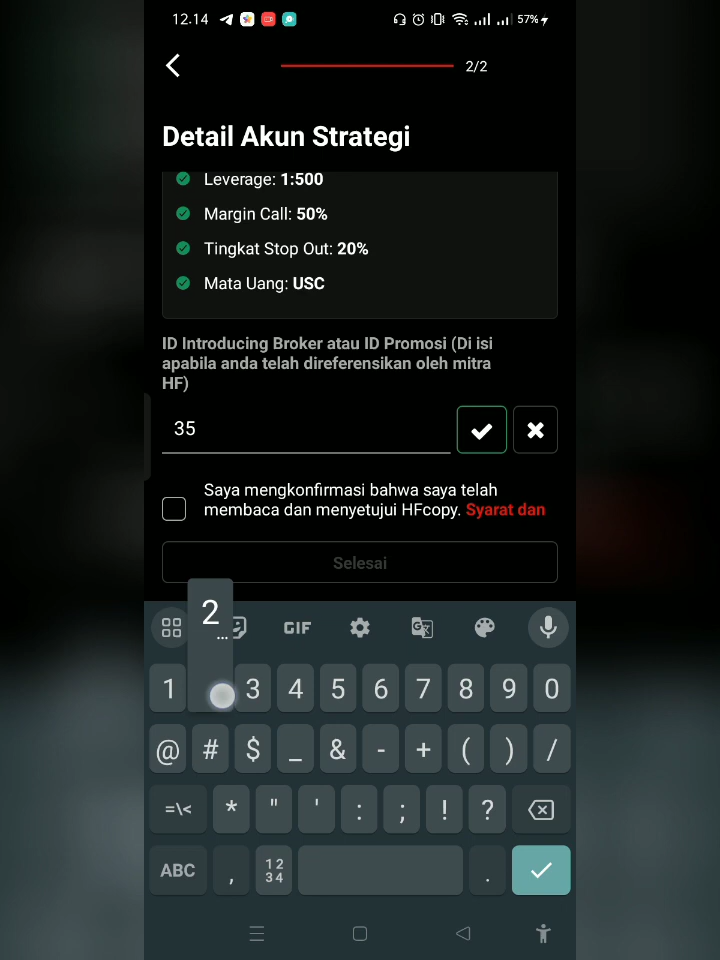 12.14
57%
2/2
Detail Akun Strategi
Leverage: 1:500
Margin Call: 50%
Tingkat Stop Out: 20%
Mata Uang: USC
ID Introducing Broker atau ID Promosi (Di isi
apabila anda telah direferensikan oleh mitra
HF)
35
Saya mengkonfirmasi bahwa saya telah
membaca dan menyetujui HFcopy. Syarat dan
Selesai
2
...
GIF
1 3 4 5 6 7 8 9 0
@ # $ _ & - + ( ) /
=\< * " ' : ; ! ?
ABC , 1 2 3 4 .